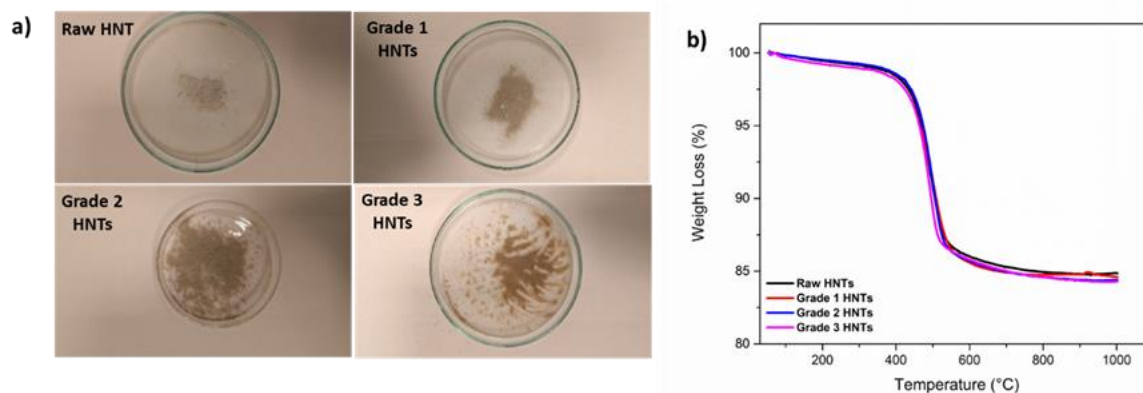 a)
Raw HNT
Grade 1
HNTs
Grade 2
HNTs
Grade 3
HNTs
b)
Weight Loss (%)
100
95
90
85
80
Raw HNTs
Grade 1 HNTs
Grade 2 HNTs
Grade 3 HNTs
200 400 600 800 1000
Temperature (°C)